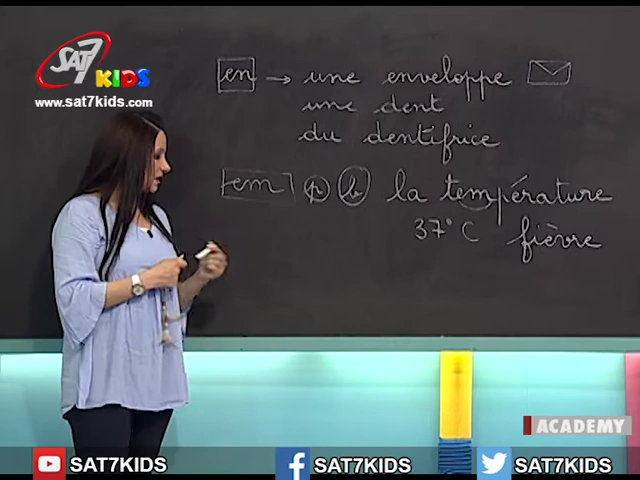 SAT7
KIDS
www.sat7kids.com
en → une enveloppe
une dent
du dentifrice
em p b la température
37°C fièvre
ACADEMY
SAT7KIDS SAT7KIDS SAT7KIDS